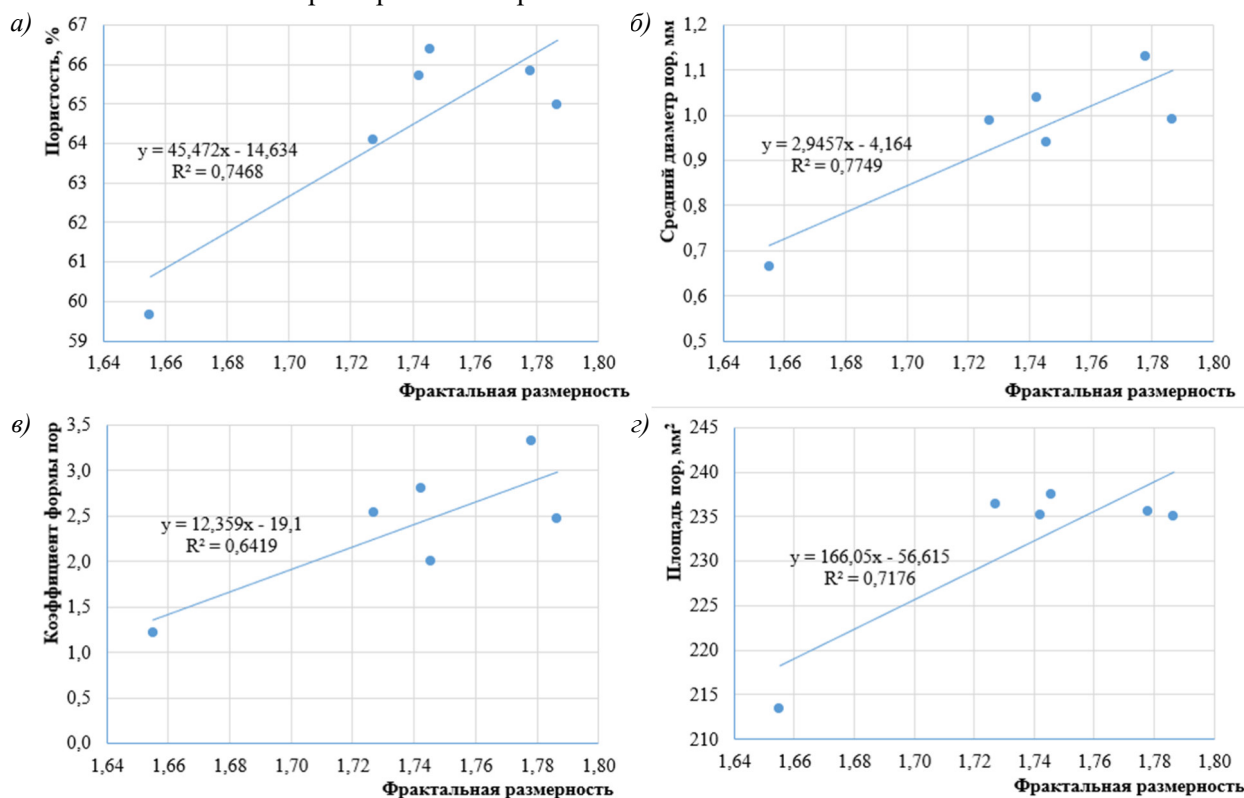 а)
Пористость, %
67
66
65
64
63
62
61
60
59
y = 45,472x - 14,634
R² = 0,7468
1,64 1,66 1,68 1,70 1,72 1,74 1,76 1,78 1,80
Фрактальная размерность
б)
Средний диаметр пор, мм
1,2
1,1
1,0
0,9
0,8
0,7
0,6
0,5
y = 2,9457x - 4,164
R² = 0,7749
1,64 1,66 1,68 1,70 1,72 1,74 1,76 1,78 1,80
Фрактальная размерность
в)
Коэффициент формы пор
3,5
3,0
2,5
2,0
1,5
1,0
0,5
0,0
y = 12,359x - 19,1
R² = 0,6419
1,64 1,66 1,68 1,70 1,72 1,74 1,76 1,78 1,80
Фрактальная размерность
г)
Площадь пор, мм²
245
240
235
230
225
220
215
210
y = 166,05x - 56,615
R² = 0,7176
1,64 1,66 1,68 1,70 1,72 1,74 1,76 1,78 1,80
Фрактальная размерность